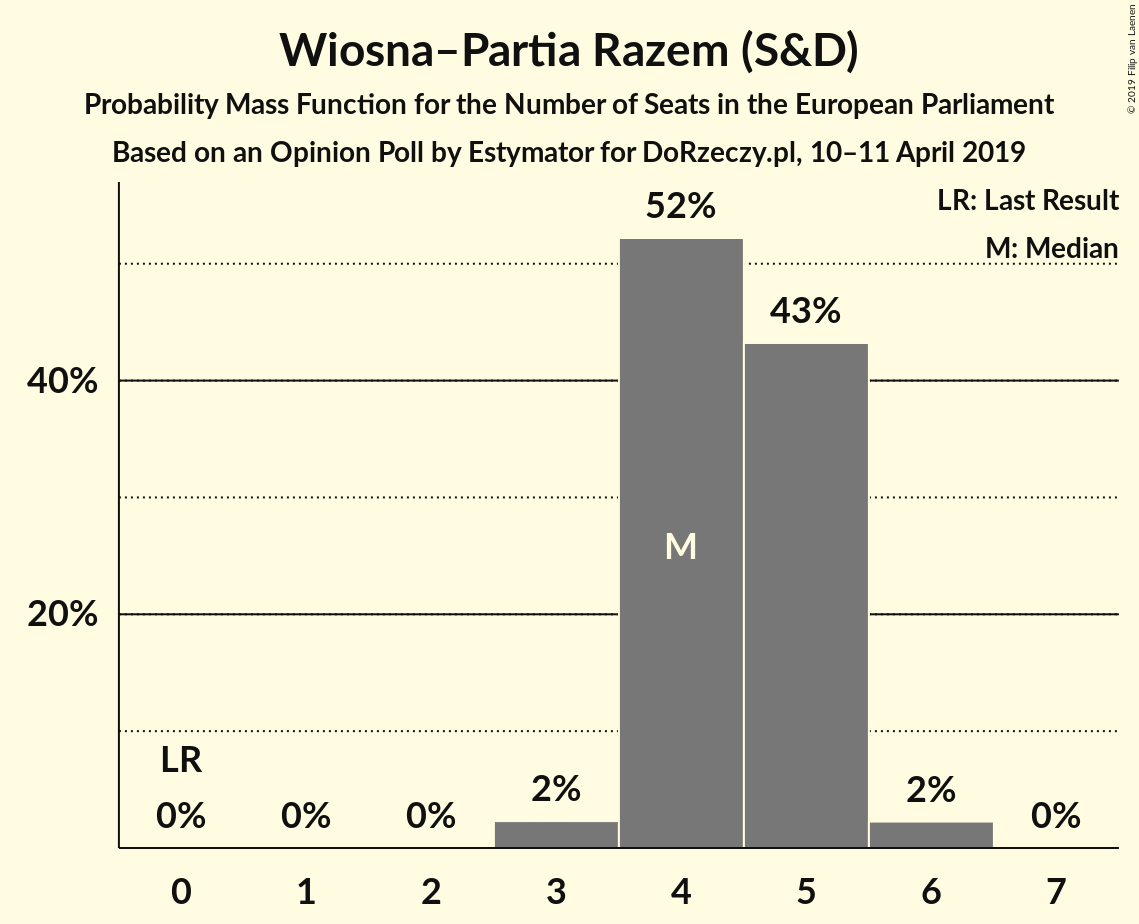 Wiosna–Partia Razem (S&D)
Probability Mass Function for the Number of Seats in the European Parliament
Based on an Opinion Poll by Estymator for DoRzeczy.pl, 10–11 April 2019
© 2019 Filip van Laenen
LR: Last Result
M: Median
52%
43%
40%
M
20%
LR
0%
0%
0%
2%
2%
0%
0 1 2 3 4 5 6 7